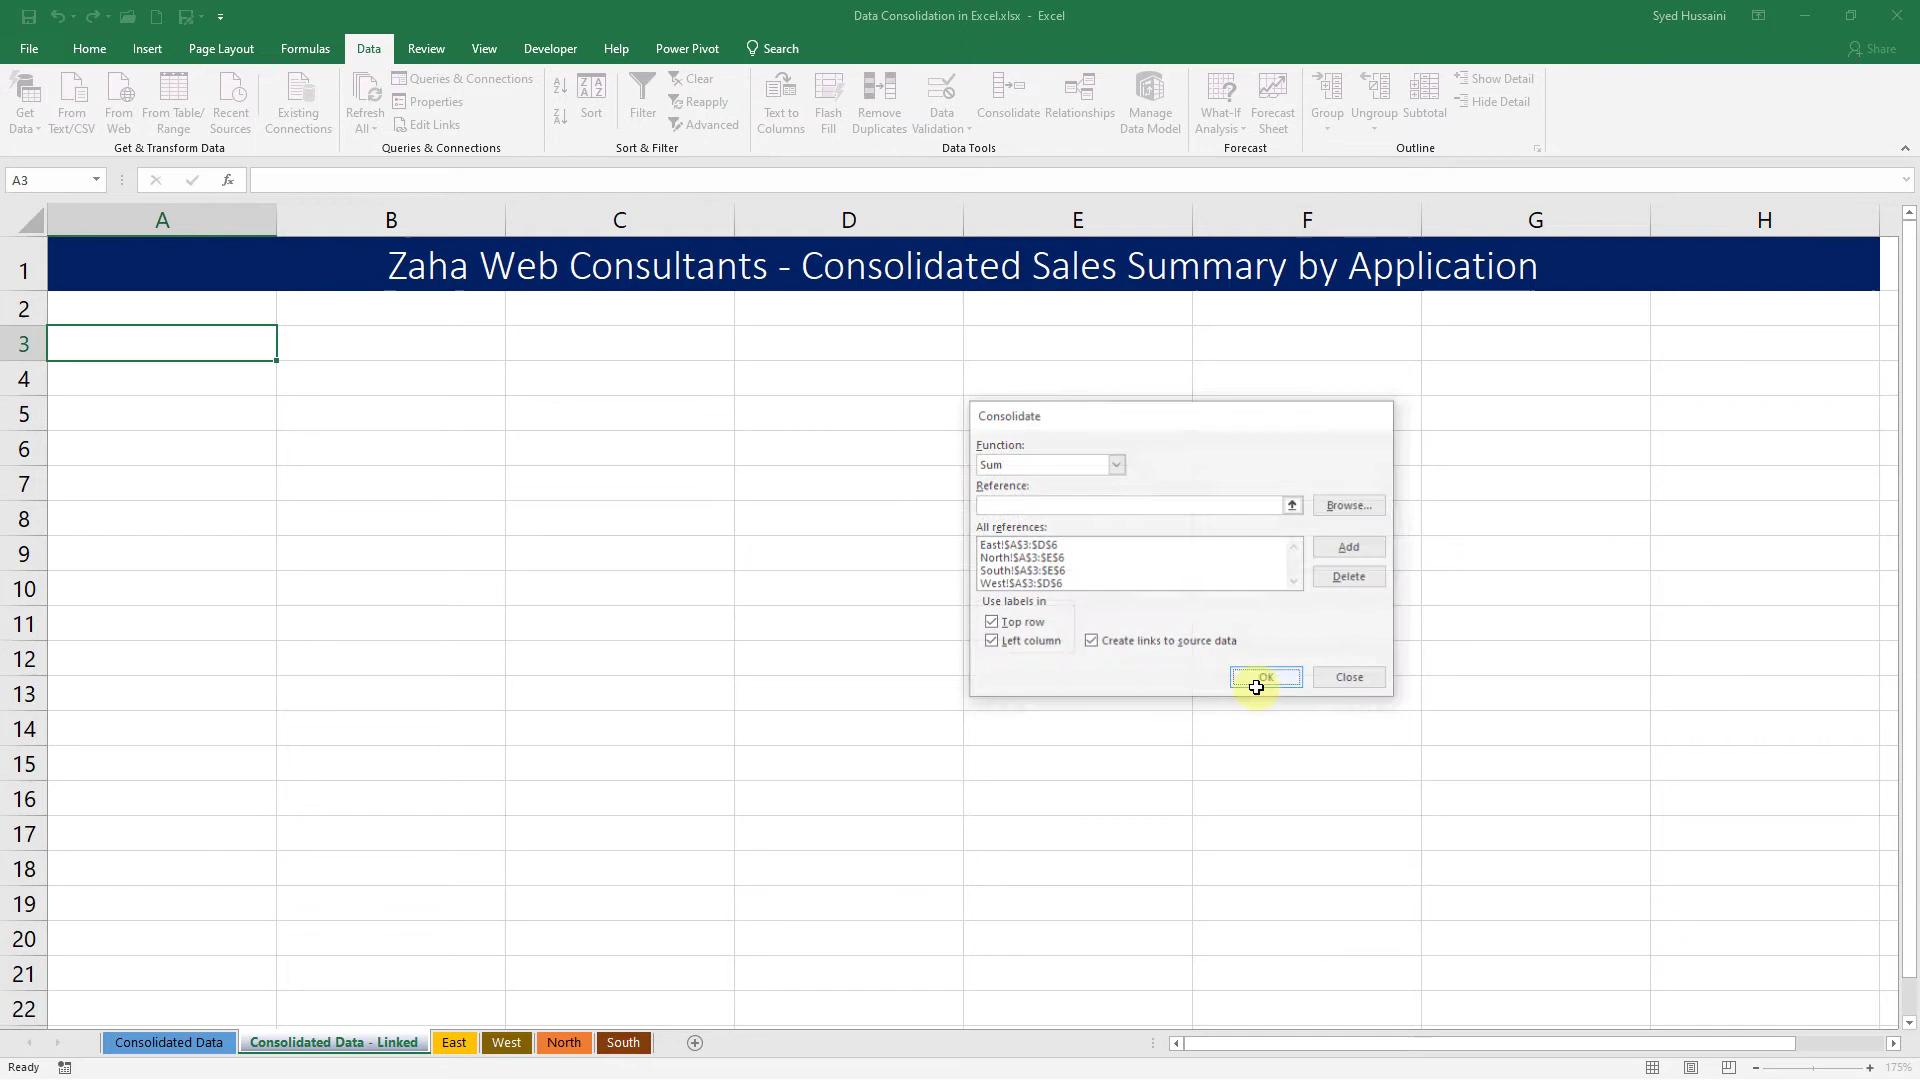 Data Consolidation in Excel.xlsx - Excel
Syed Hussaini
File Home Insert Page Layout Formulas Data Review View Developer Help Power Pivot Search Share
Get Data From Text/CSV From Web From Table/ Range Recent Sources Existing Connections
Get & Transform Data
Refresh All Queries & Connections Properties Edit Links
Queries & Connections
Sort Filter Clear Reapply Advanced
Sort & Filter
Text to Columns Flash Fill Remove Duplicates Data Validation Consolidate Relationships Manage Data Model
Data Tools
What-If Analysis Forecast Sheet
Forecast
Group Ungroup Subtotal Show Detail Hide Detail
Outline
A3 fx
A B C D E F G H
1 Zaha Web Consultants - Consolidated Sales Summary by Application
2
3
4
5
6
7
8
9
10
11
12
13
14
15
16
17
18
19
20
21
22
Consolidate
Function:
Sum
Reference:
Browse...
All references:
East!$A$3:$D$6
North!$A$3:$E$6
South!$A$3:$E$6
West!$A$3:$D$6
Add
Delete
Use labels in
Top row
Left column Create links to source data
OK Close
Consolidated Data Consolidated Data - Linked East West North South
Ready 175%